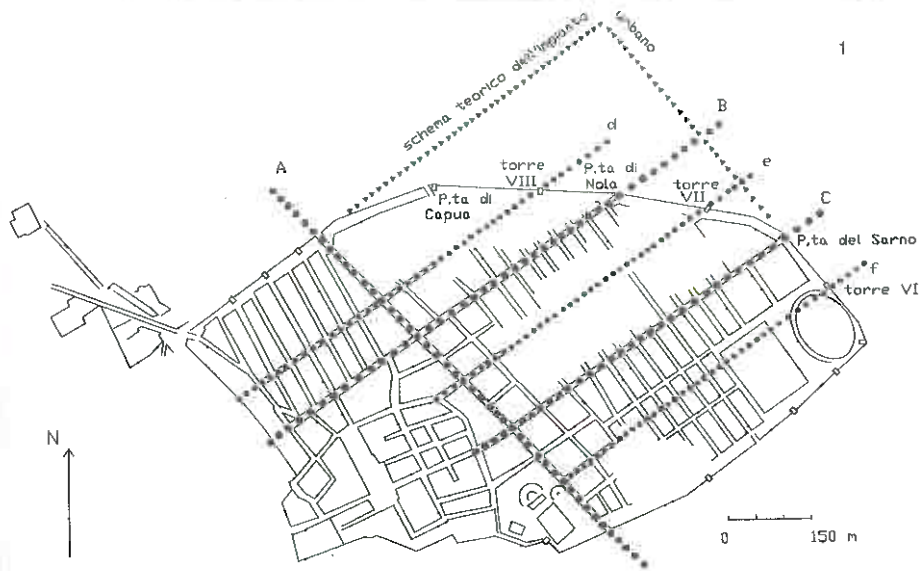 1
schema teorico dell'impianto urbano
B
d
A
torre
VIII
P.ta di
Nola
e
P.ta di
Capua
torre
VII
C
P.ta del Sarno
f
torre VI
N
0 150 m